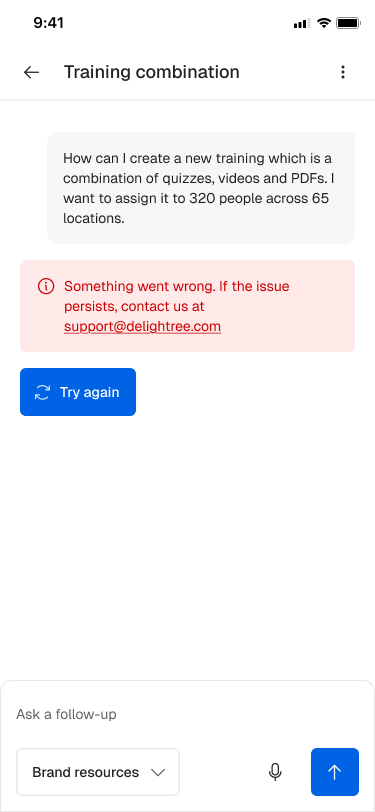 9:41
Training combination
How can I create a new training which is a
combination of quizzes, videos and PDFs. I
want to assign it to 320 people across 65
locations.
Something went wrong. If the issue
persists, contact us at
support@delightree.com
Try again
Ask a follow-up
Brand resources